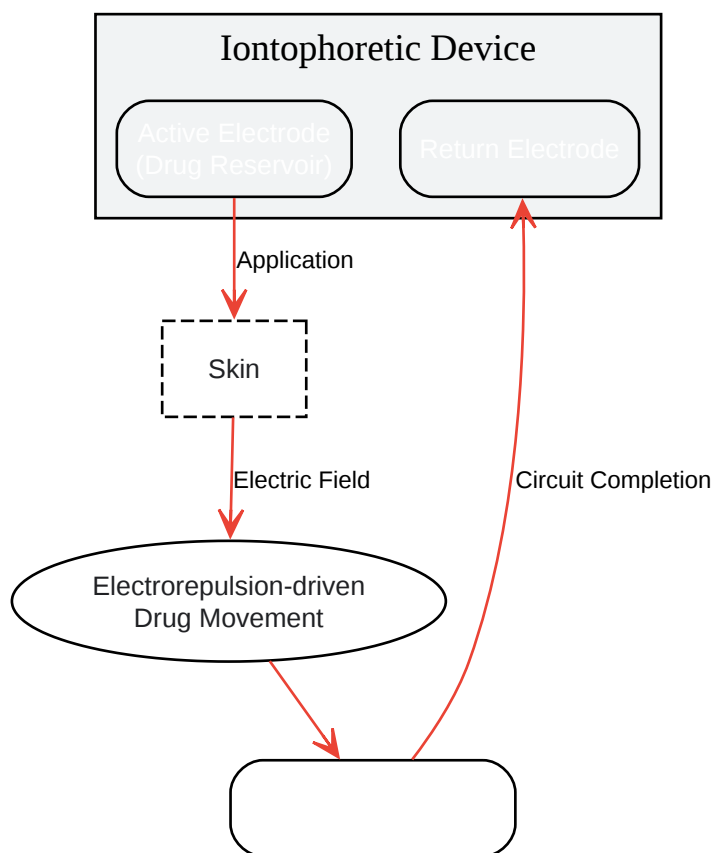 Iontophoretic Device
Active Electrode
(Drug Reservoir)
Return Electrode
Application
Skin
Electric Field
Circuit Completion
Electrorepulsion-driven
Drug Movement